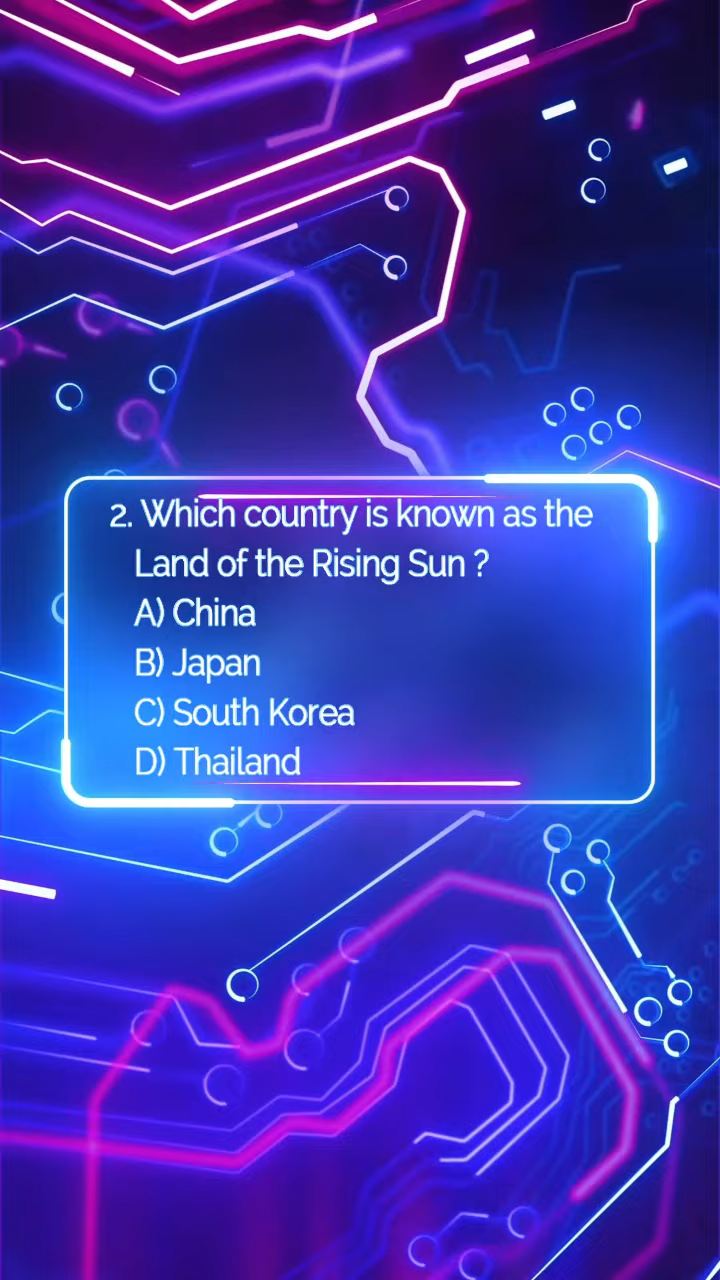 2. Which country is known as the
Land of the Rising Sun ?
A) China
B) Japan
C) South Korea
D) Thailand